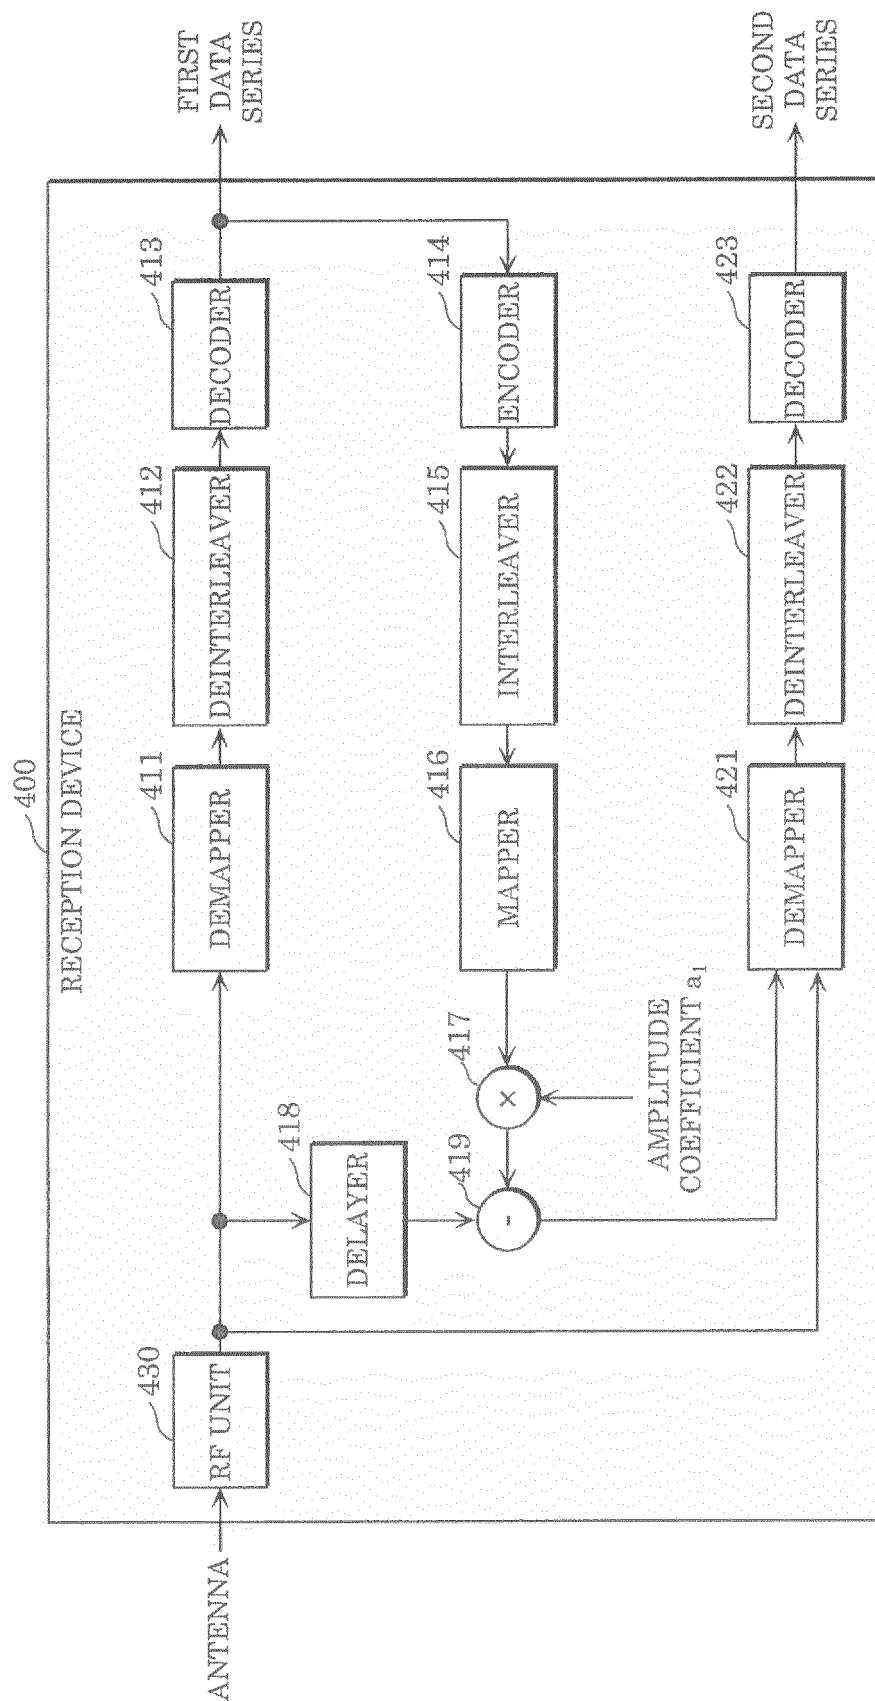 400
RECEPTION DEVICE
ANTENNA
430
RF UNIT
411
DEMAPPER
412
DEINTERLEAVER
413
DECODER
FIRST
DATA
SERIES
418
DELAYER
419
-
417
×
AMPLITUDE
COEFFICIENT a₁
416
MAPPER
415
INTERLEAVER
414
ENCODER
421
DEMAPPER
422
DEINTERLEAVER
423
DECODER
SECOND
DATA
SERIES